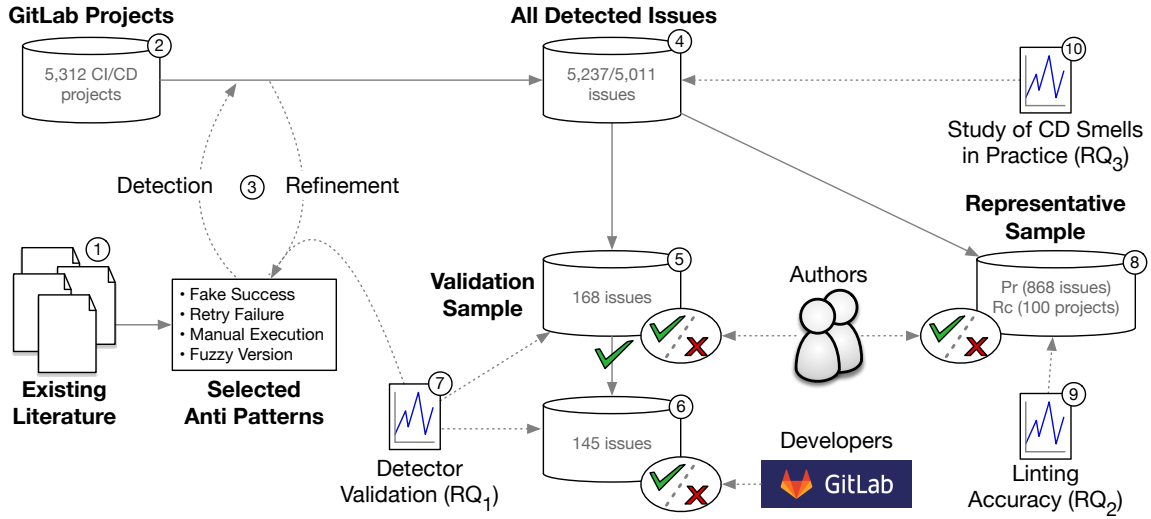 GitLab Projects
2
5,312 CI/CD
projects
All Detected Issues
4
5,237/5,011
issues
10
Study of CD Smells
in Practice (RQ3)
Detection
3
Refinement
1
Existing
Literature
• Fake Success
• Retry Failure
• Manual Execution
• Fuzzy Version
Selected
Anti Patterns
Validation
Sample
5
168 issues
Authors
Representative
Sample
8
Pr (868 issues)
Rc (100 projects)
7
Detector
Validation (RQ1)
6
145 issues
Developers
GitLab
9
Linting
Accuracy (RQ2)